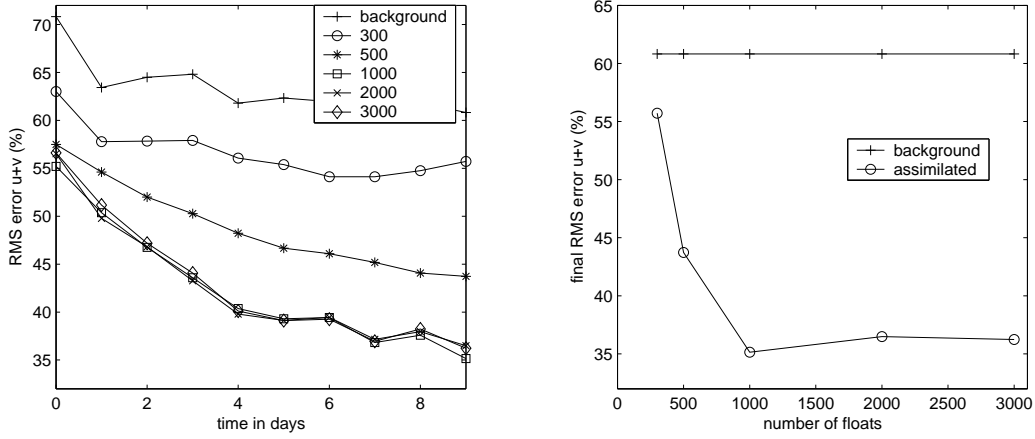 70
65
60
55
50
45
40
35
RMS error u+v (%)
0 2 4 6 8
time in days
background
300
500
1000
2000
3000
65
60
55
50
45
40
35
final RMS error u+v (%)
0 500 1000 1500 2000 2500 3000
number of floats
background
assimilated